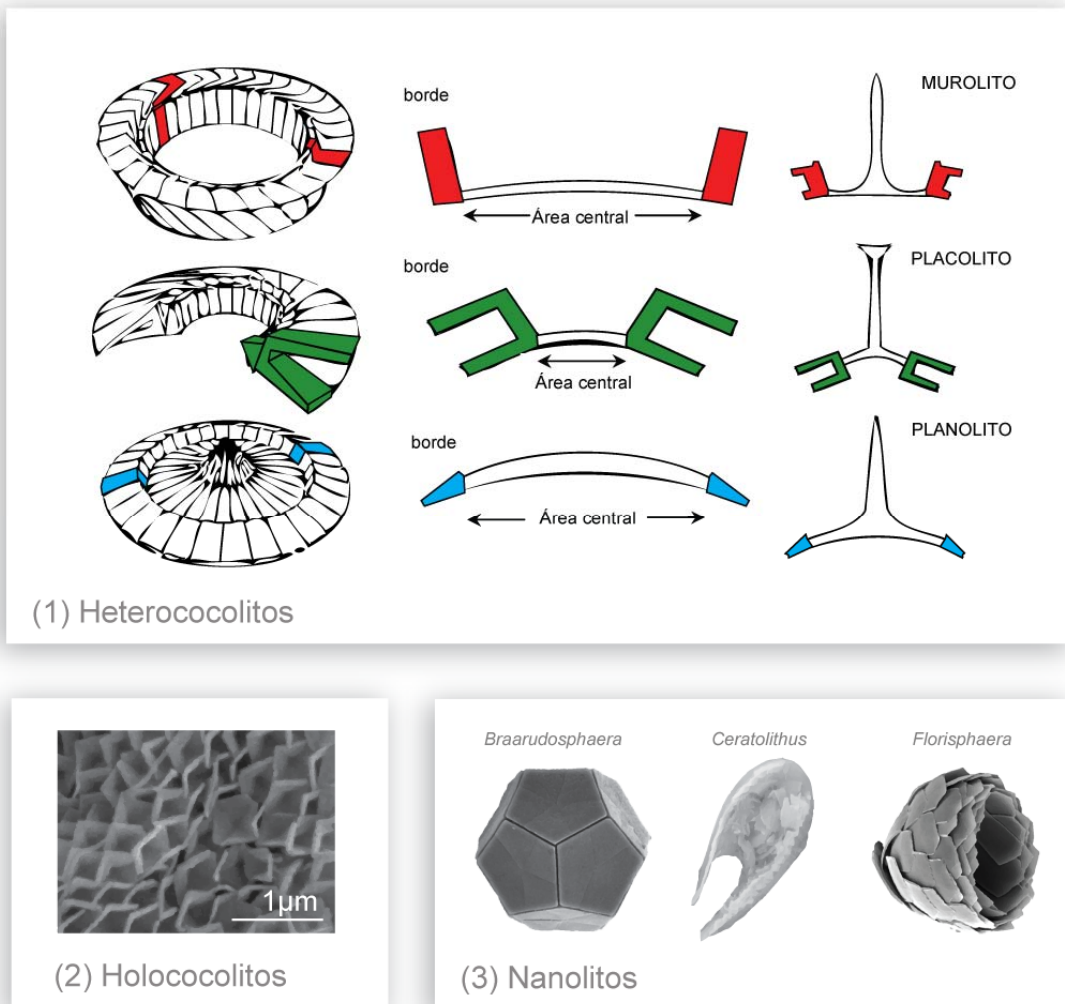 borde
MUROLITO
Área central
borde
PLACOLITO
Área central
borde
PLANOLITO
Área central
(1) Heterococolitos
1µm
(2) Holococolitos
Braarudosphaera
Ceratolithus
Florisphaera
(3) Nanolitos